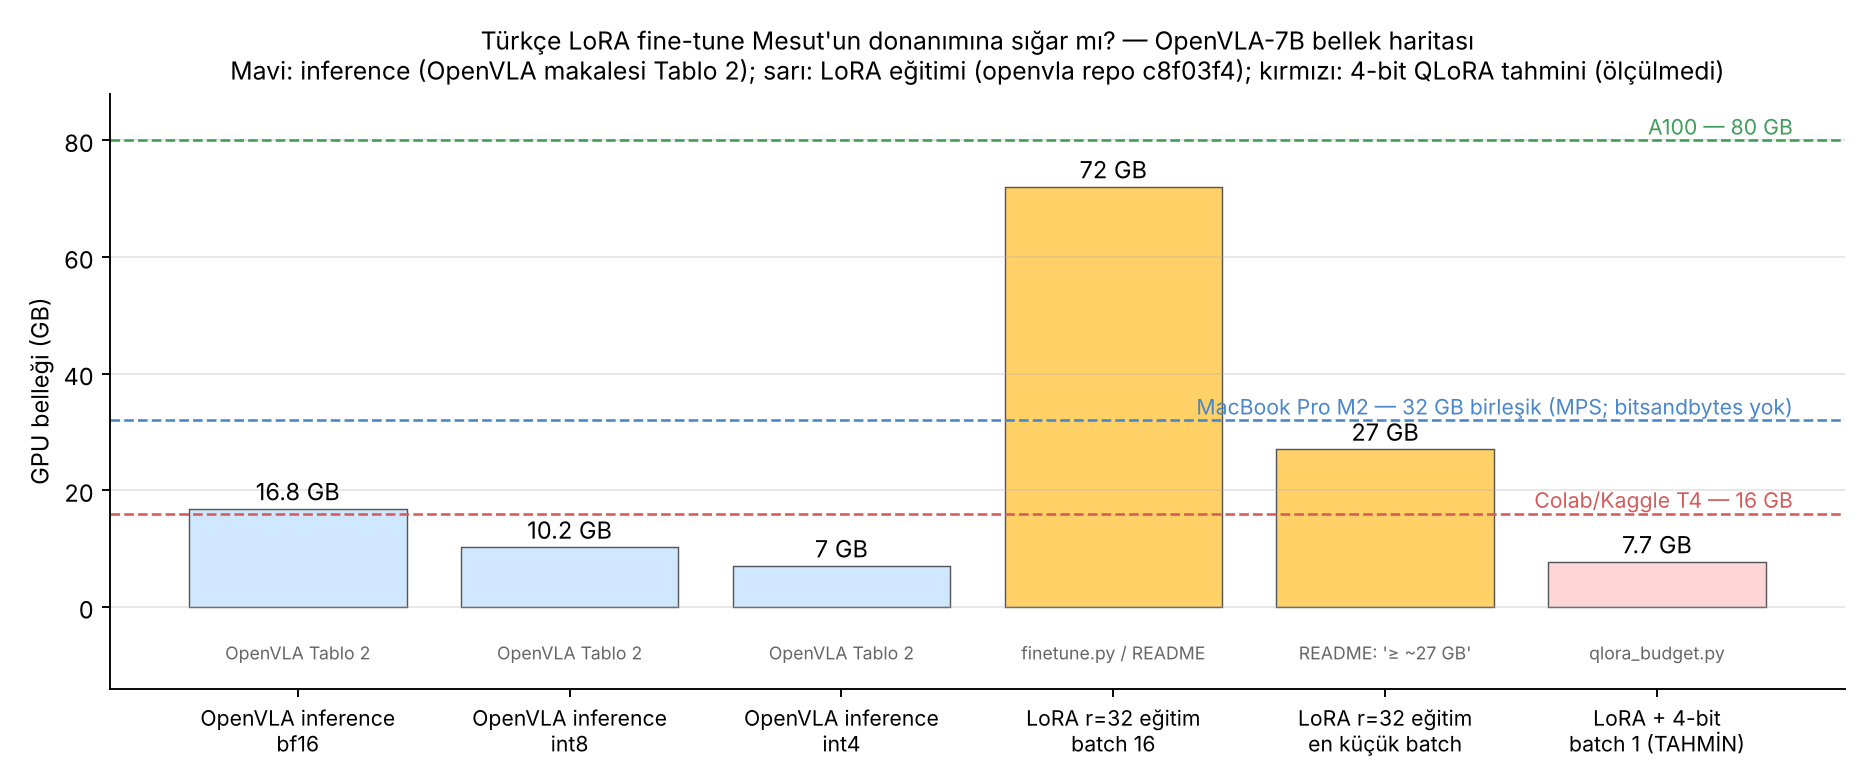 Türkçe LoRA fine-tune Mesut'un donanımına sığar mı? — OpenVLA-7B bellek haritası
Mavi: inference (OpenVLA makalesi Tablo 2); sarı: LoRA eğitimi (openvla repo c8f03f4); kırmızı: 4-bit QLoRA tahmini (ölçülmedi)
GPU belleği (GB)
80
60
40
20
0
A100 — 80 GB
MacBook Pro M2 — 32 GB birleşik (MPS; bitsandbytes yok)
Colab/Kaggle T4 — 16 GB
16.8 GB
10.2 GB
7 GB
72 GB
27 GB
7.7 GB
OpenVLA Tablo 2
OpenVLA Tablo 2
OpenVLA Tablo 2
finetune.py / README
README: '≥ ~27 GB'
qlora_budget.py
OpenVLA inference
bf16
OpenVLA inference
int8
OpenVLA inference
int4
LoRA r=32 eğitim
batch 16
LoRA r=32 eğitim
en küçük batch
LoRA + 4-bit
batch 1 (TAHMİN)